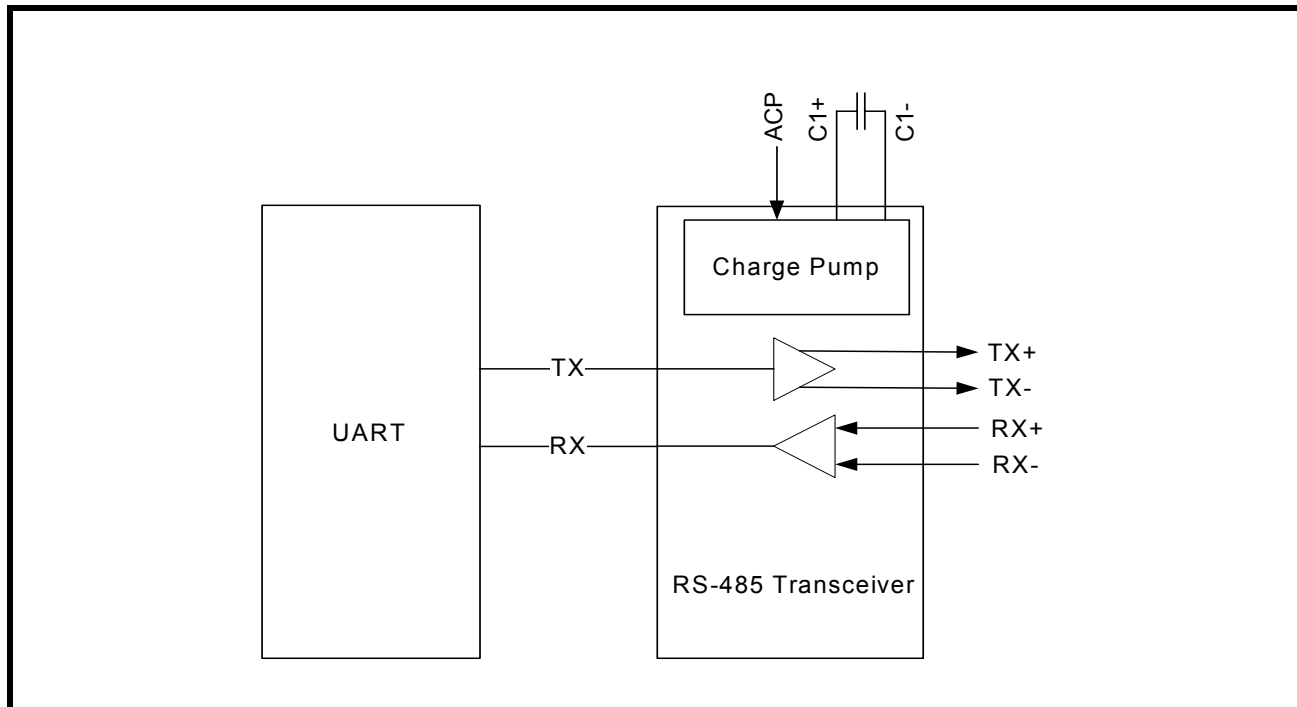 ACP
C1+
C1-
Charge Pump
TX
TX+
TX-
UART
RX
RX+
RX-
RS-485 Transceiver